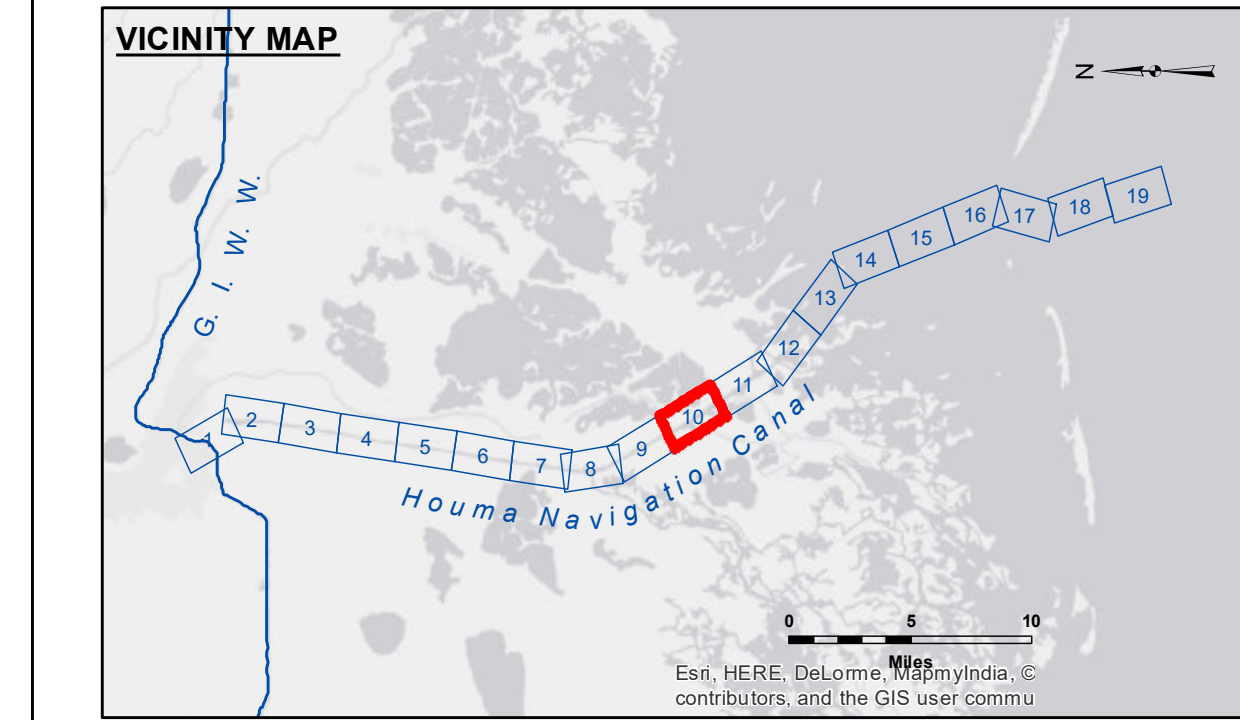 VICINITY MAP
N
G. I. W. W.
1
2
3
4
5
6
7
8
9
10
11
12
13
14
15
16
17
18
19
Houma Navigation Canal
0 5 10
Miles
Esri, HERE, DeLorme, MapmyIndia, ©
contributors, and the GIS user commu